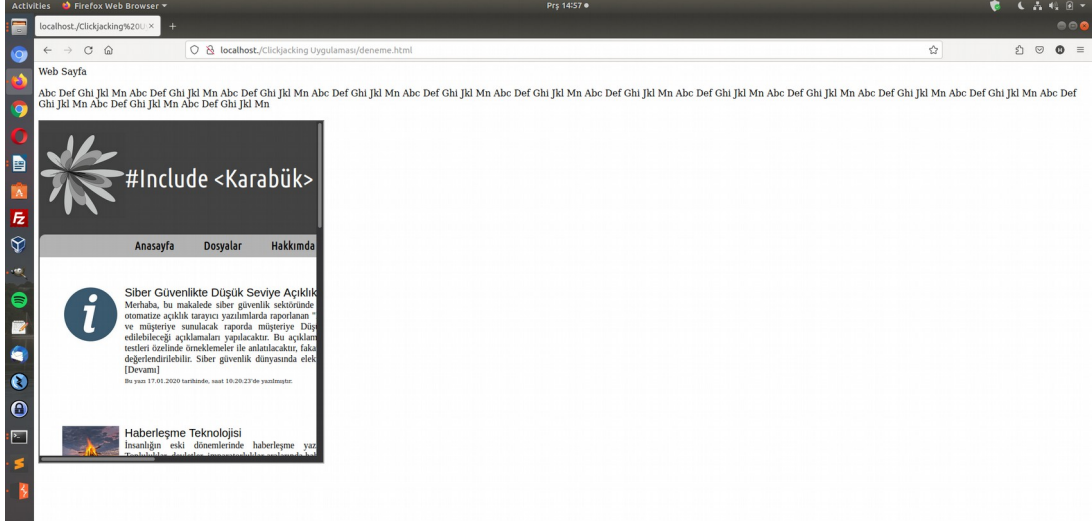 Activities Firefox Web Browser Prş 14:57
localhost./Clickjacking%20U
localhost./Clickjacking Uygulaması/deneme.html
Web Sayfa
Abc Def Ghi Jkl Mn Abc Def Ghi Jkl Mn Abc Def Ghi Jkl Mn Abc Def Ghi Jkl Mn Abc Def Ghi Jkl Mn Abc Def Ghi Jkl Mn Abc Def Ghi Jkl Mn Abc Def Ghi Jkl Mn Abc Def Ghi Jkl Mn Abc Def Ghi Jkl Mn Abc Def Ghi Jkl Mn Abc Def
Ghi Jkl Mn Abc Def Ghi Jkl Mn Abc Def Ghi Jkl Mn
#Include <Karabük>
Anasayfa Dosyalar Hakkımda
Siber Güvenlikte Düşük Seviye Açıklık
Merhaba, bu makalede siber güvenlik sektöründe
otomatize açıklık tarayıcı yazılımlarda raporlanan "
ve müşteriye sunulacak raporda müşteriye Düş
edilebileceği açıklamaları yapılacaktır. Bu açıklam
testleri özelinde örneklemeler ile anlatılacaktır, faka
değerlendirilebilir. Siber güvenlik dünyasında elek
[Devamı]
Bu yazı 17.01.2020 tarihinde, saat 10:20:23'de yazılmıştır.
Haberleşme Teknolojisi
İnsanlığın eski dönemlerinde haberleşme yaz